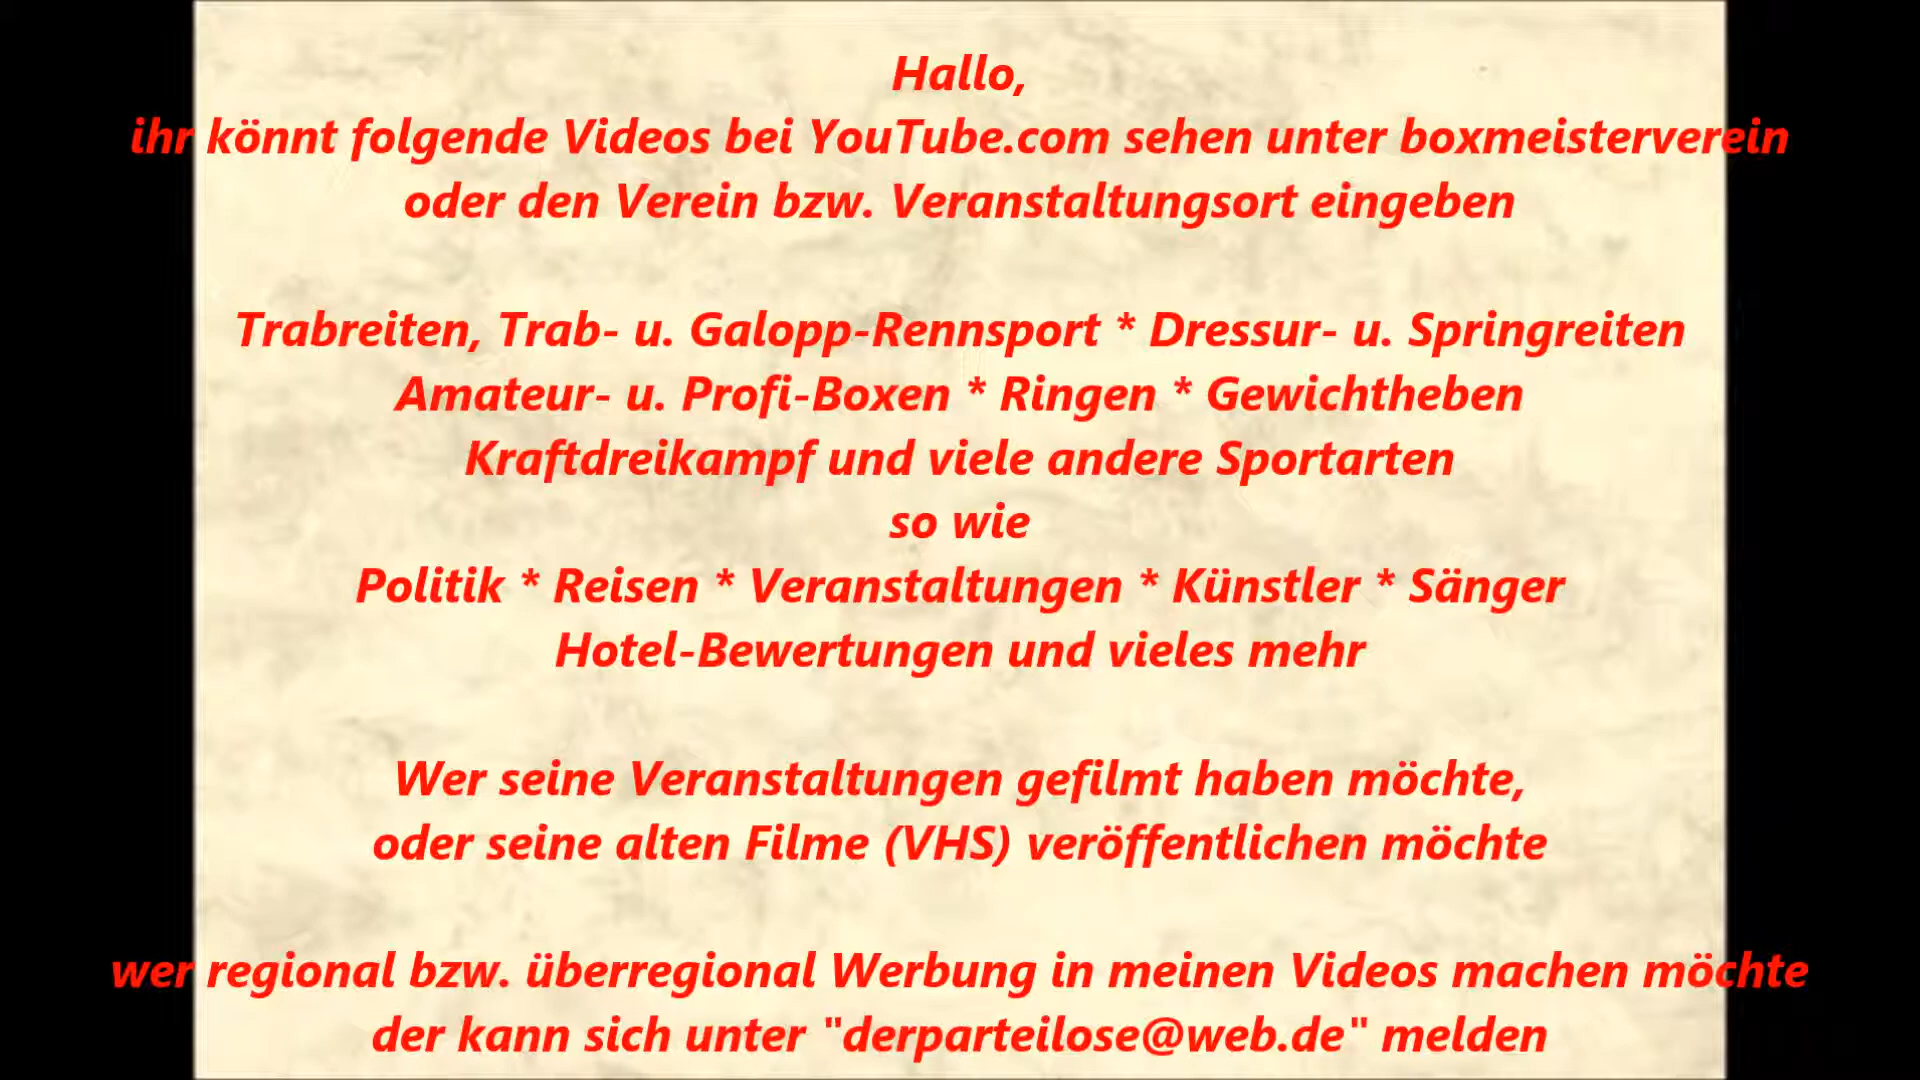 Hallo,
ihr könnt folgende Videos bei YouTube.com sehen unter boxmeisterverein
oder den Verein bzw. Veranstaltungsort eingeben
Trabreiten, Trab- u. Galopp-Rennsport * Dressur- u. Springreiten
Amateur- u. Profi-Boxen * Ringen * Gewichtheben
Kraftdreikampf und viele andere Sportarten
so wie
Politik * Reisen * Veranstaltungen * Künstler * Sänger
Hotel-Bewertungen und vieles mehr
Wer seine Veranstaltungen gefilmt haben möchte,
oder seine alten Filme (VHS) veröffentlichen möchte
wer regional bzw. überregional Werbung in meinen Videos machen möchte
der kann sich unter "derparteilose@web.de" melden